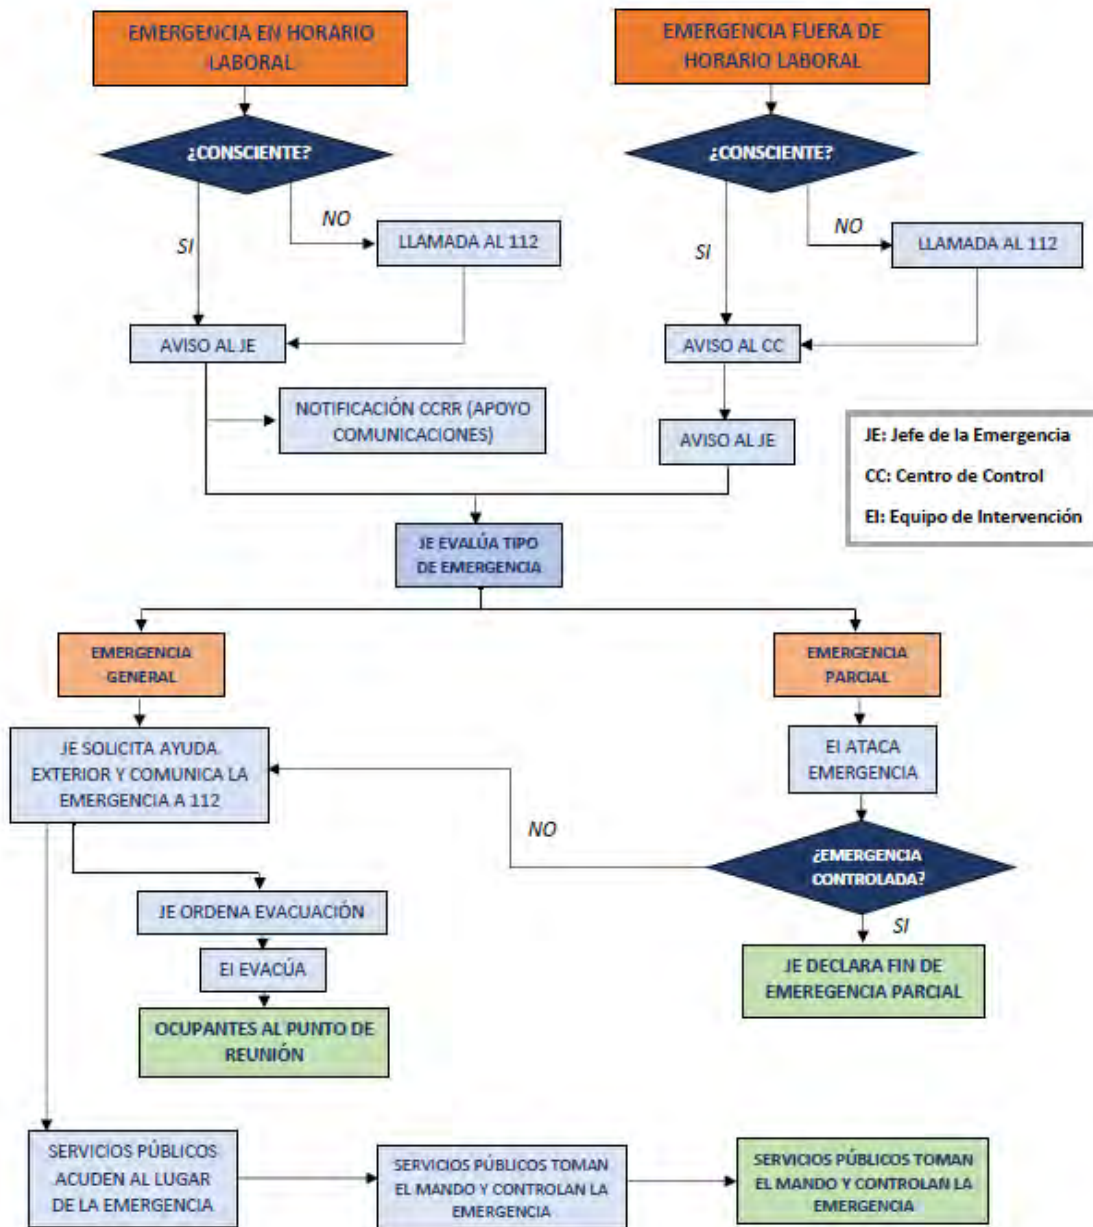 EMERGENCIA EN HORARIO
LABORAL
EMERGENCIA FUERA DE
HORARIO LABORAL
¿CONSCIENTE?
¿CONSCIENTE?
NO
SI
LLAMADA AL 112
NO
SI
LLAMADA AL 112
AVISO AL JE
AVISO AL CC
NOTIFICACIÓN CCRR (APOYO
COMUNICACIONES)
AVISO AL JE
JE: Jefe de la Emergencia
CC: Centro de Control
EI: Equipo de Intervención
JE EVALÚA TIPO
DE EMERGENCIA
EMERGENCIA
GENERAL
EMERGENCIA
PARCIAL
JE SOLICITA AYUDA
EXTERIOR Y COMUNICA LA
EMERGENCIA A 112
EI ATACA
EMERGENCIA
NO
¿EMERGENCIA
CONTROLADA?
SI
JE ORDENA EVACUACIÓN
EI EVACÚA
OCUPANTES AL PUNTO DE
REUNIÓN
JE DECLARA FIN DE
EMEREGENCIA PARCIAL
SERVICIOS PÚBLICOS
ACUDEN AL LUGAR
DE LA EMERGENCIA
SERVICIOS PÚBLICOS TOMAN
EL MANDO Y CONTROLAN LA
EMERGENCIA
SERVICIOS PÚBLICOS TOMAN
EL MANDO Y CONTROLAN LA
EMERGENCIA